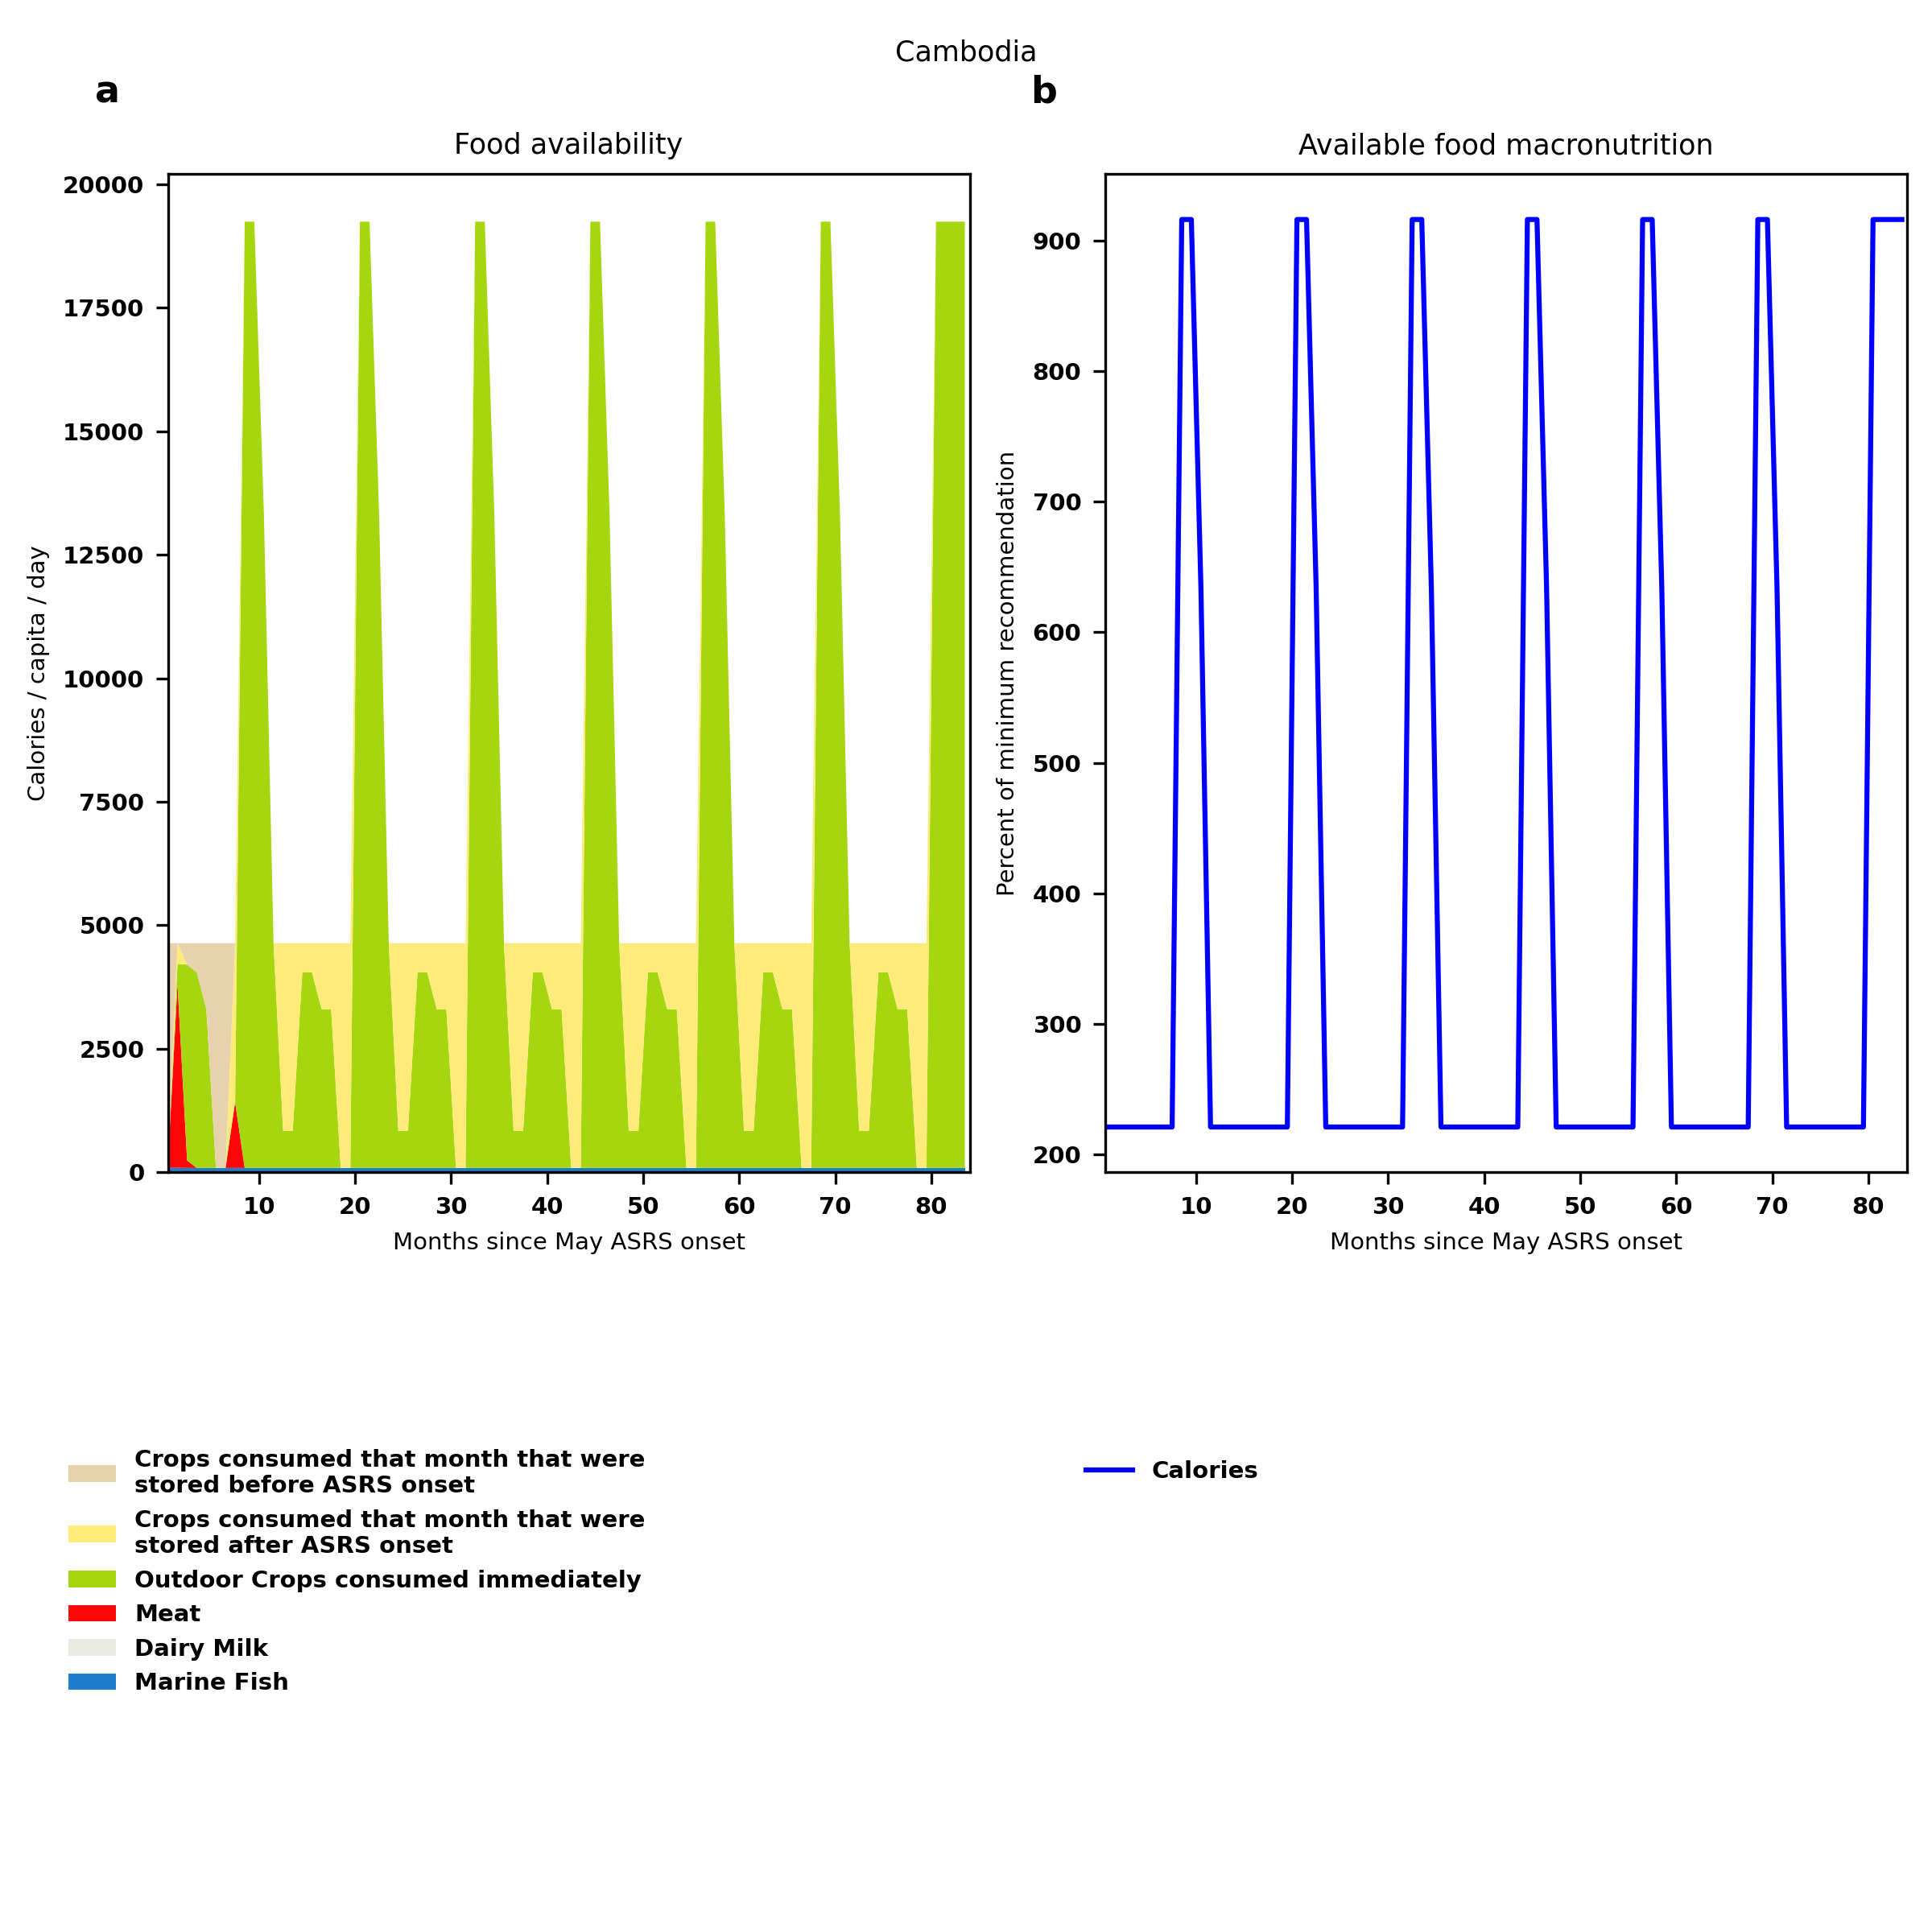 Cambodia
a
Food availability
20000
17500
15000
12500
10000
7500
5000
2500
0
Calories / capita / day
10 20 30 40 50 60 70 80
Months since May ASRS onset
b
Available food macronutrition
900
800
700
600
500
400
300
200
Percent of minimum recommendation
10 20 30 40 50 60 70 80
Months since May ASRS onset
Crops consumed that month that were
stored before ASRS onset
Crops consumed that month that were
stored after ASRS onset
Outdoor Crops consumed immediately
Meat
Dairy Milk
Marine Fish
Calories